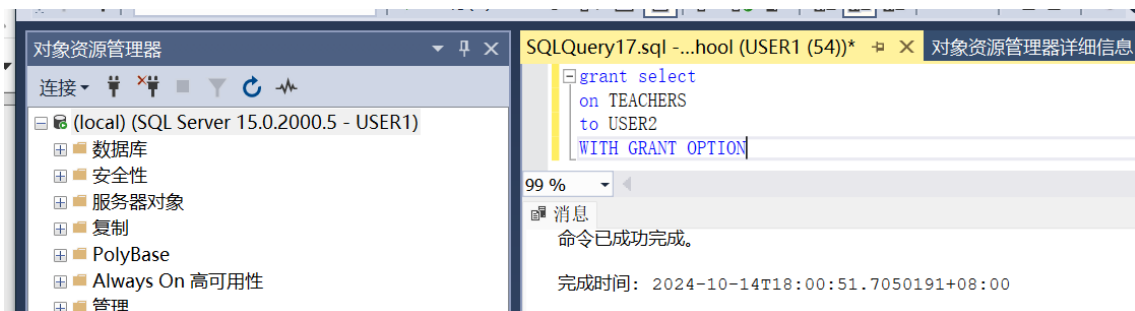 对象资源管理器
连接
(local) (SQL Server 15.0.2000.5 - USER1)
数据库
安全性
服务器对象
复制
PolyBase
Always On 高可用性
管理
SQLQuery17.sql -...hool (USER1 (54))*
对象资源管理器详细信息
grant select
on TEACHERS
to USER2
WITH GRANT OPTION
99 %
消息
命令已成功完成。
完成时间: 2024-10-14T18:00:51.7050191+08:00